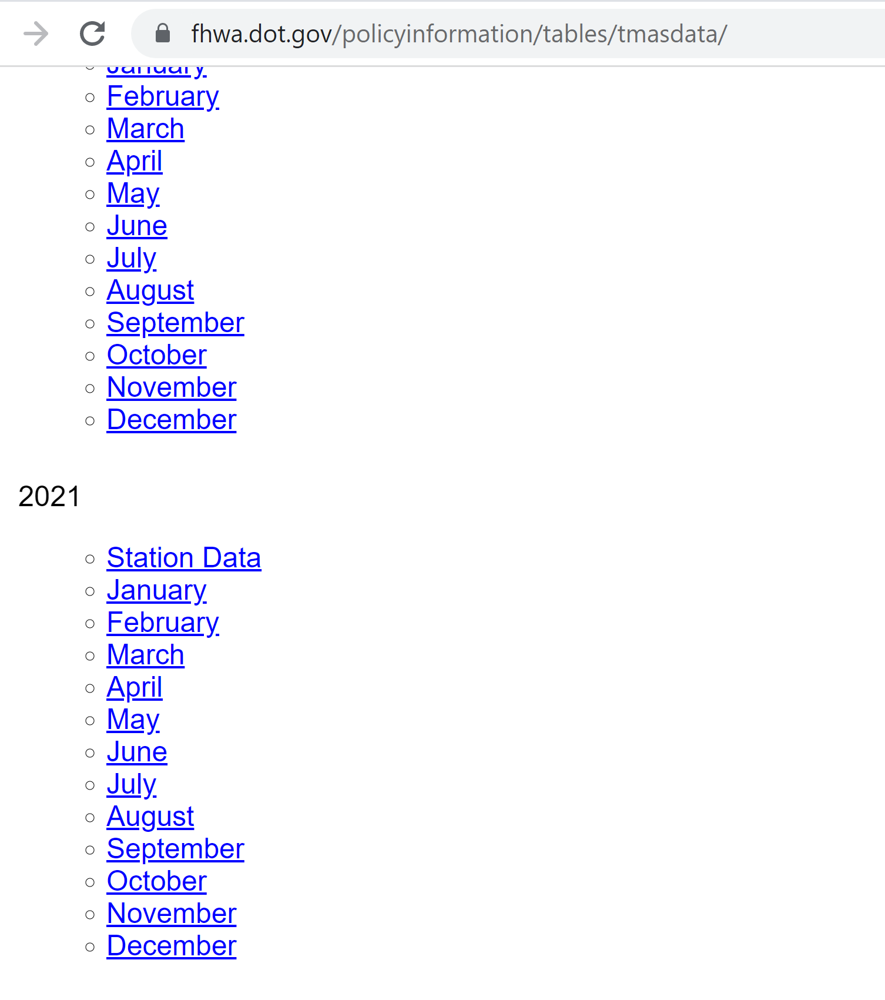 fhwa.dot.gov/policyinformation/tables/tmasdata/
January
February
March
April
May
June
July
August
September
October
November
December
2021
Station Data
January
February
March
April
May
June
July
August
September
October
November
December